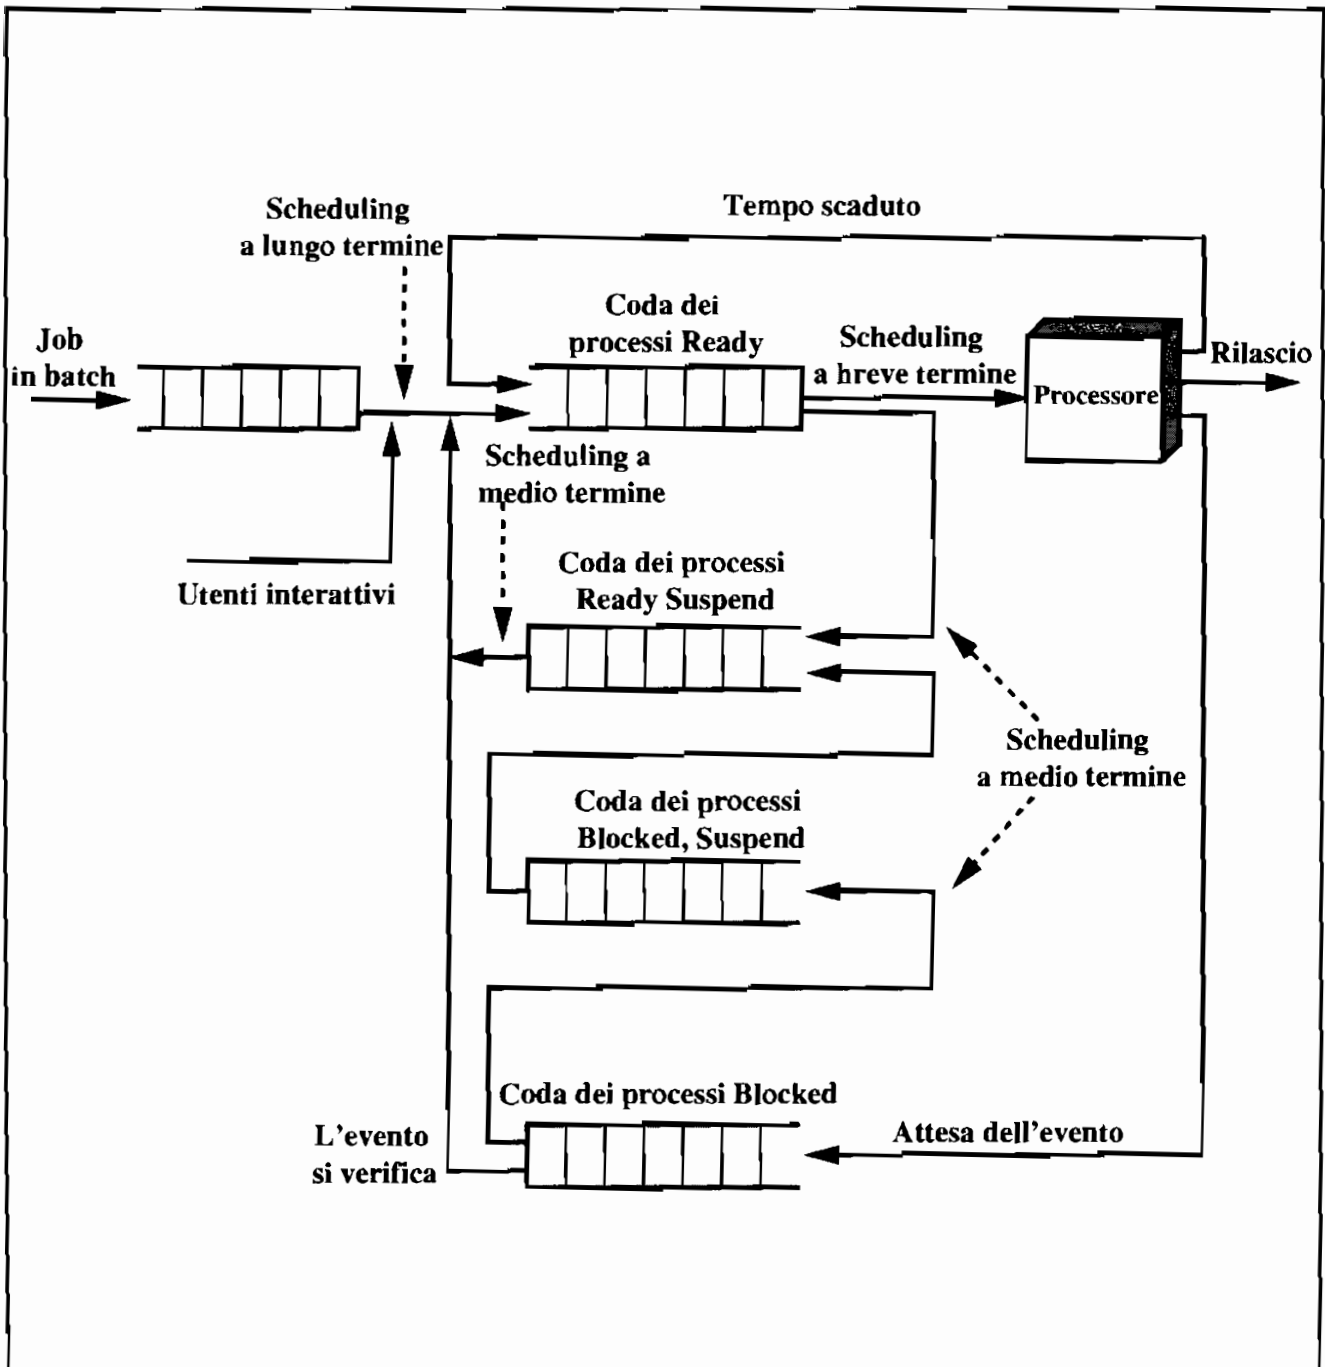 Scheduling
a lungo termine
Tempo scaduto
Job
in batch
Coda dei
processi Ready
Scheduling
a hreve termine
Processore
Rilascio
Scheduling a
medio termine
Utenti interattivi
Coda dei processi
Ready Suspend
Scheduling
a medio termine
Coda dei processi
Blocked, Suspend
Coda dei processi Blocked
L'evento
si verifica
Attesa dell'evento